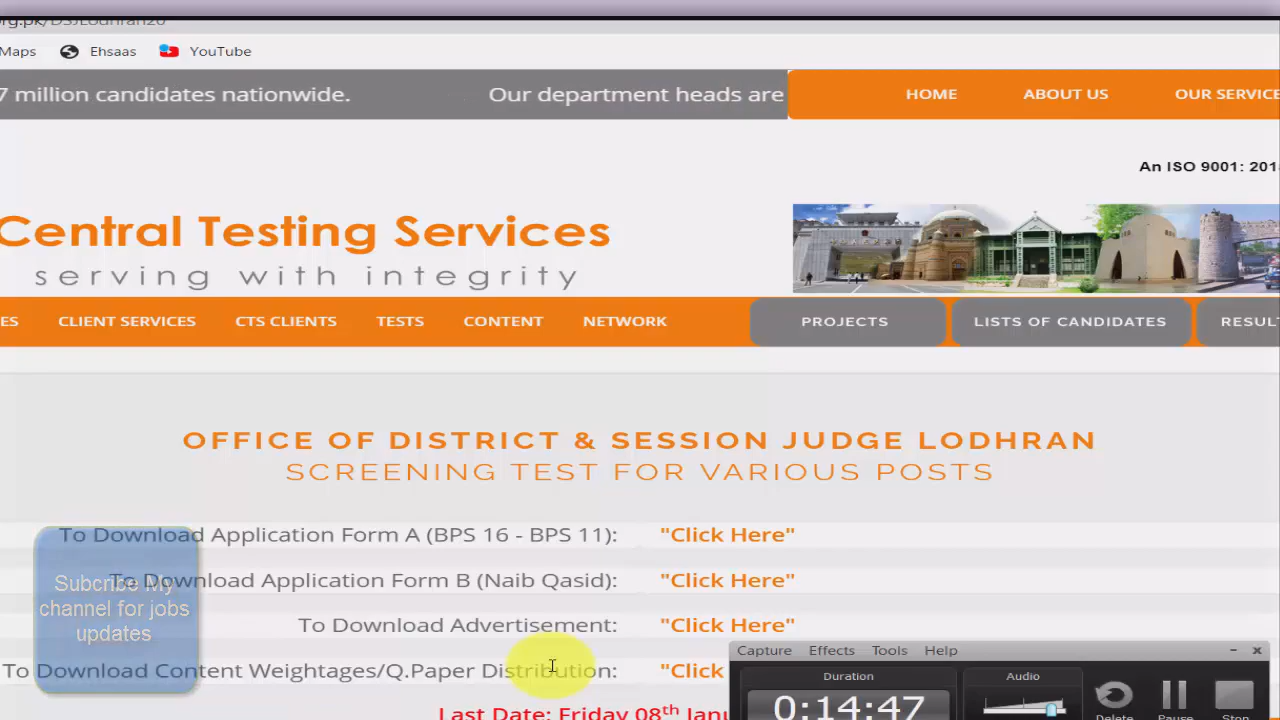 Maps Ehsaas YouTube
7 million candidates nationwide. Our department heads are
HOME ABOUT US OUR SERVICE
An ISO 9001: 201
Central Testing Services
serving with integrity
ES CLIENT SERVICES CTS CLIENTS TESTS CONTENT NETWORK PROJECTS LISTS OF CANDIDATES RESUL
OFFICE OF DISTRICT & SESSION JUDGE LODHRAN
SCREENING TEST FOR VARIOUS POSTS
To Download Application Form A (BPS 16 - BPS 11): "Click Here"
To Download Application Form B (Naib Qasid): "Click Here"
To Download Advertisement: "Click Here"
To Download Content Weightages/Q.Paper Distribution: "Click
Last Date: Friday 08th Janu
Subcribe My
channel for jobs
updates
Capture Effects Tools Help
Duration Audio
0:14:47
Delete Pause Stop